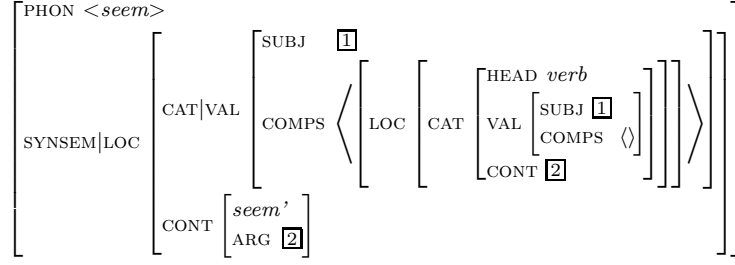 PHON <seem>
SUBJ 1
HEAD verb
SUBJ 1
CAT|VAL
COMPS ⟨ LOC CAT VAL
COMPS ⟨⟩
SYNSEM|LOC
CONT 2
seem'
CONT
ARG 2